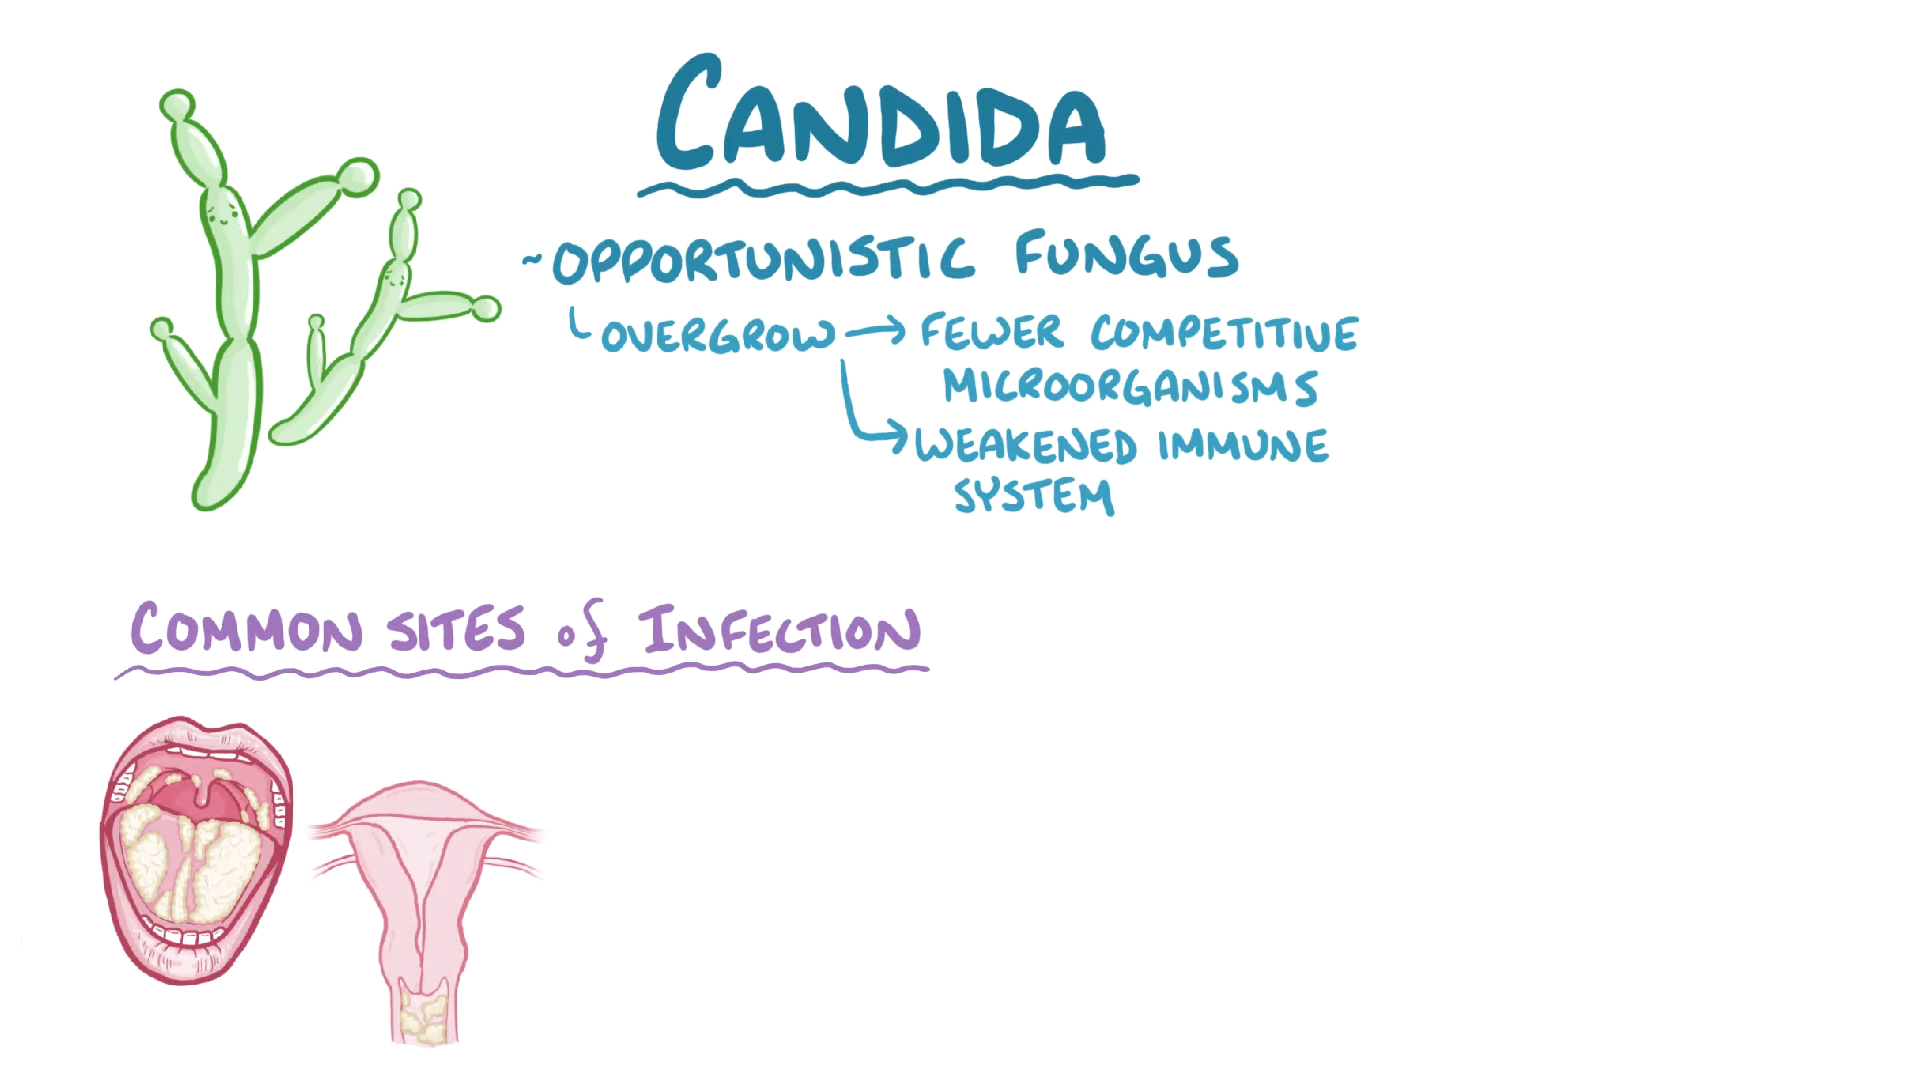 CANDIDA
~OPPORTUNISTIC FUNGUS
OVERGROW → FEWER COMPETITIVE
MICROORGANISMS
→ WEAKENED IMMUNE
SYSTEM
COMMON SITES of INFECTION